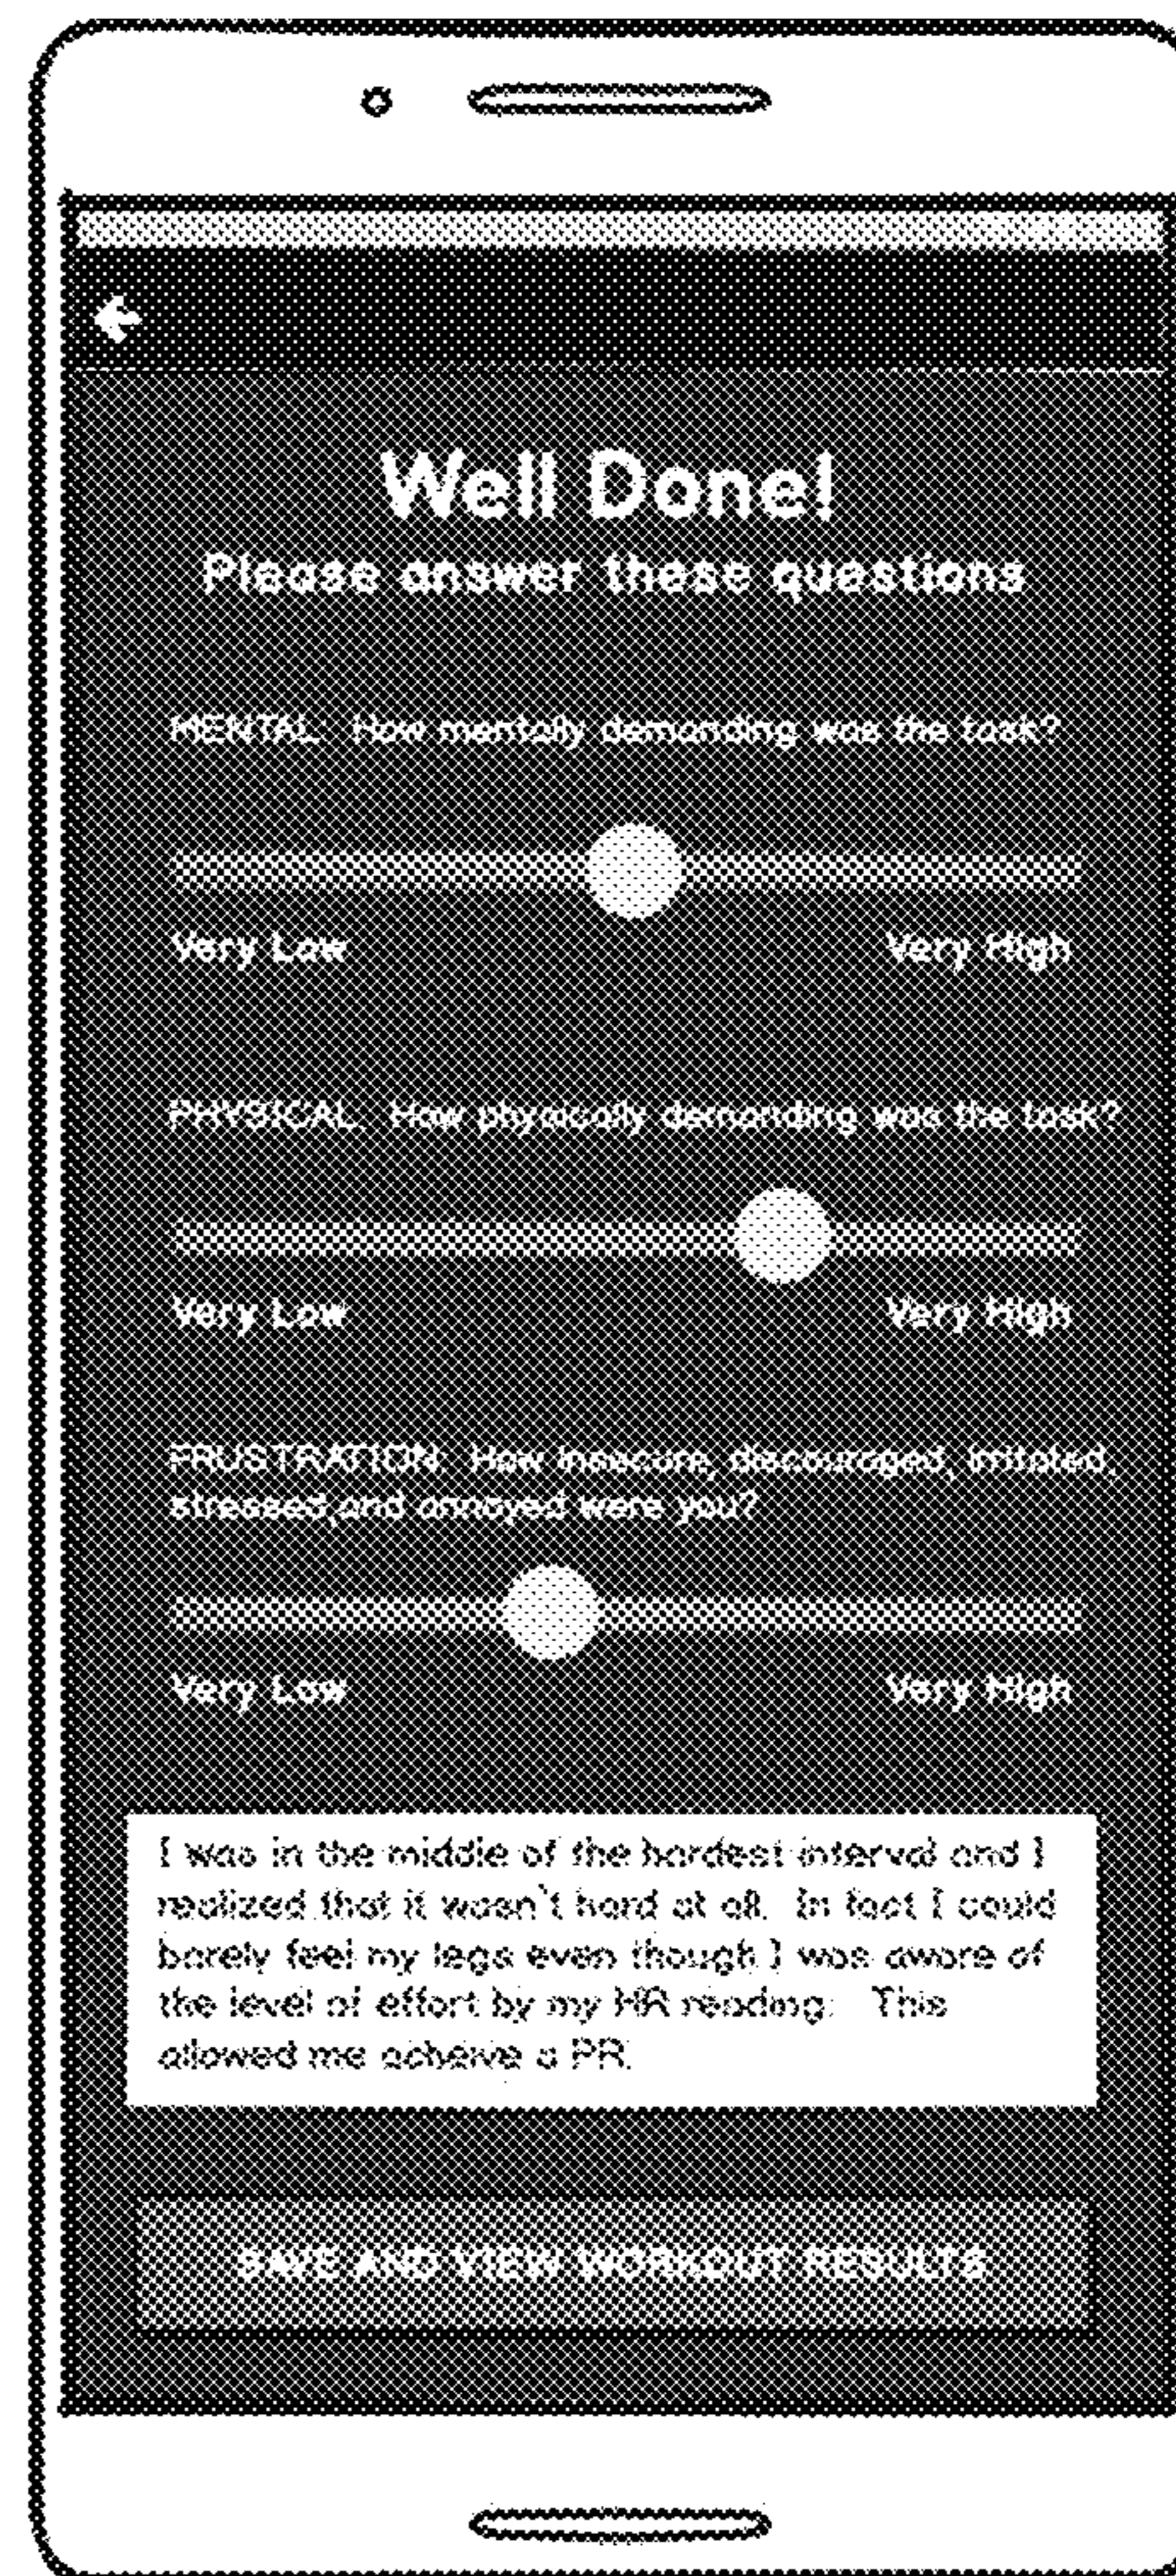 Well Done!
Please answer these questions
MENTAL: How mentally demanding was the task?
Very Low Very High
PHYSICAL: How physically demanding was the task?
Very Low Very High
FRUSTRATION: How insecure, discouraged, irritated,
stressed,and annoyed were you?
Very Low Very High
I was in the middle of the hardest interval and I
realized that it wasn't hard at all. In fact I could
barely feel my legs even though I was aware of
the level of effort by my HR reading. This
allowed me acheive a PR.
SAVE AND VIEW WORKOUT RESULTS